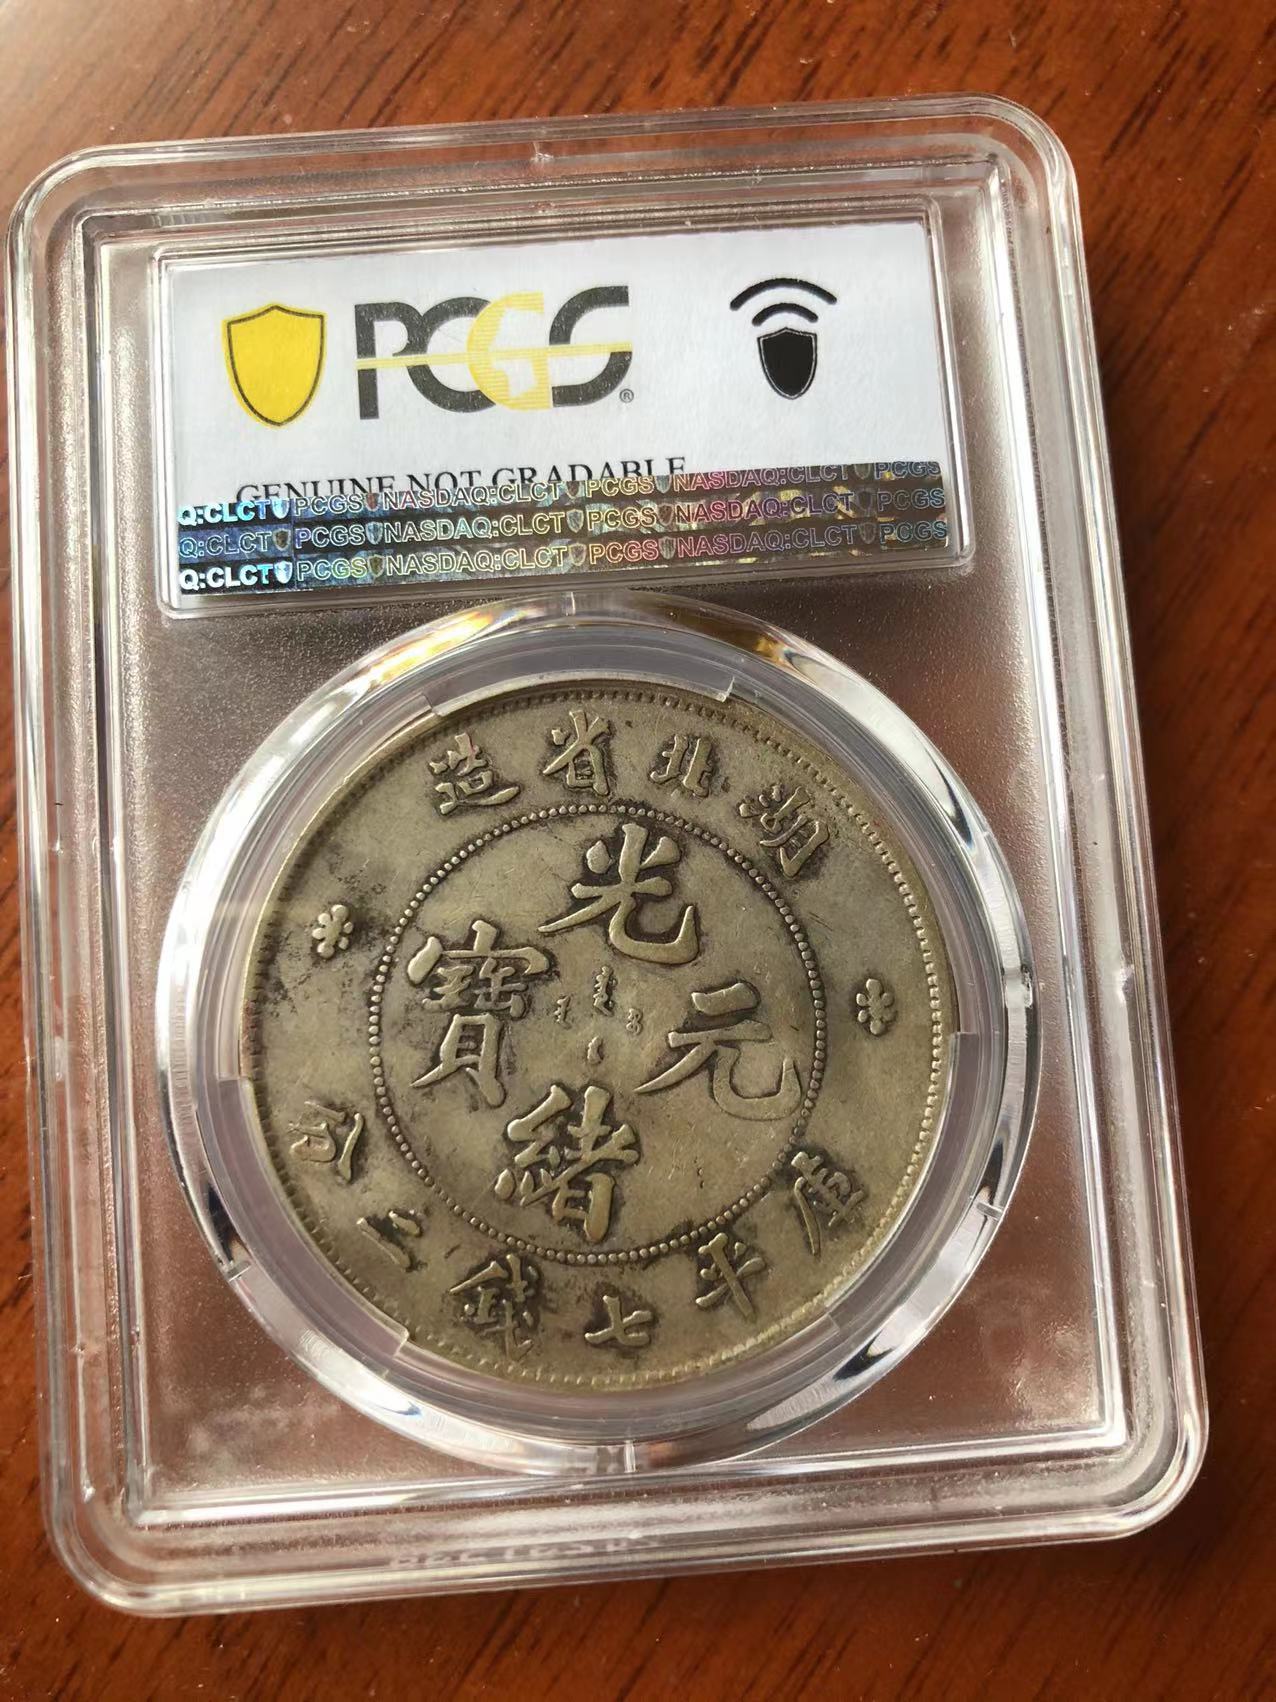 PCGS®
GENUINE NOT GRADABLE
Q:CLCT PCGS NASDAQ:CLCT PCGS NASDAQ:CLCT PCGS
Q:CLCT PCGS NASDAQ:CLCT PCGS NASDAQ:CLCT PCGS
Q:CLCT PCGS NASDAQ:CLCT PCGS NASDAQ:CLCT PCGS
造省北湖
光緒元寶
庫平七錢二分